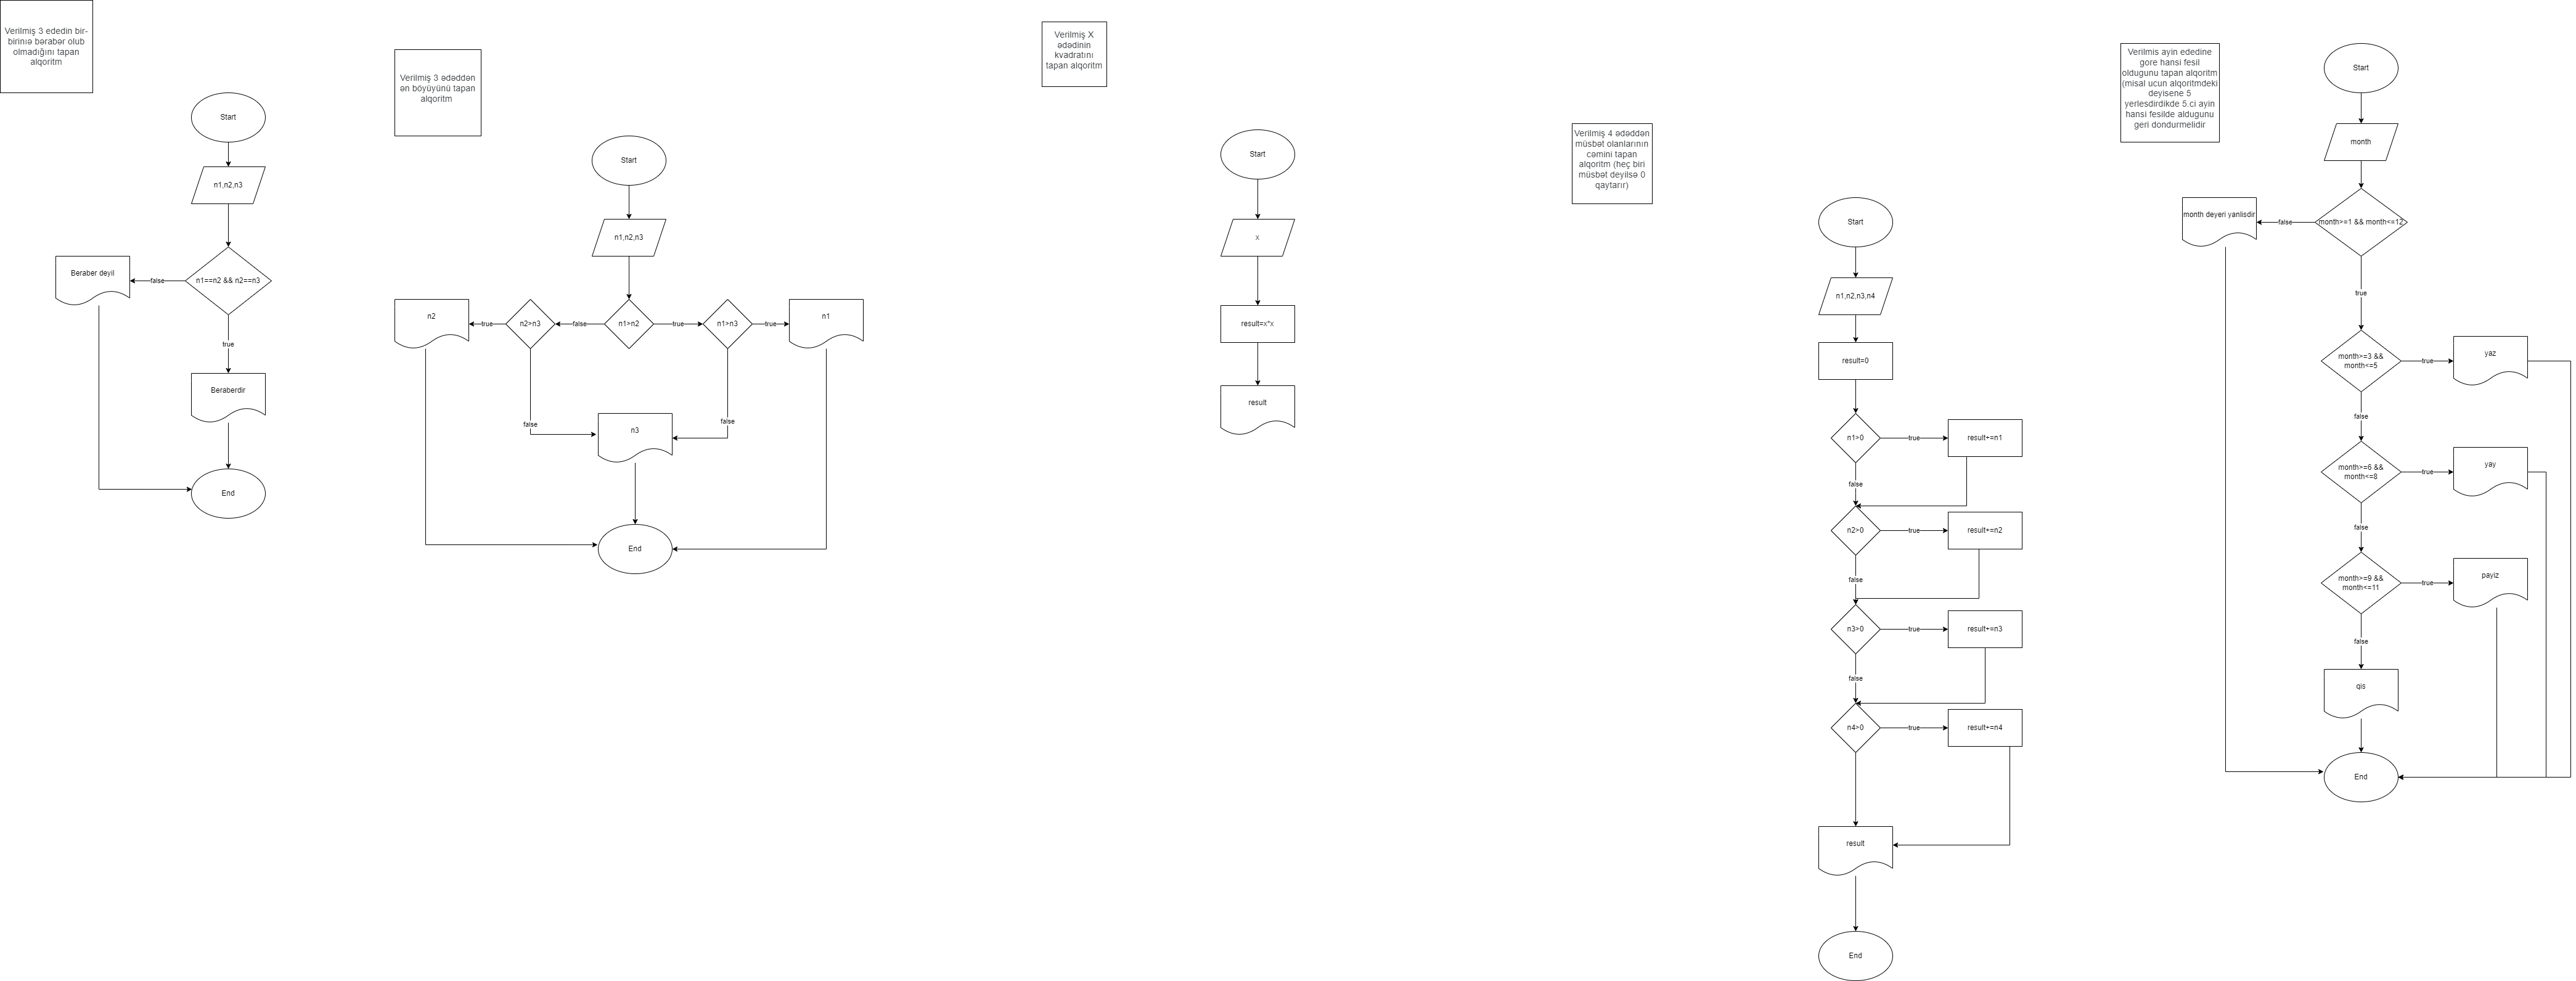 Verilmiş 3 ededin bir-
birinıə bərabər olub
olmadığını tapan
alqoritm
Start
n1,n2,n3
n1==n2 && n2==n3
false
Beraber deyil
true
Beraberdir
End
Verilmiş 3 ədəddən
ən böyüyünü tapan
alqoritm
Start
n1,n2,n3
n2
true
n2>n3
false
n1>n2
true
n1>n3
true
n1
false
false
n3
End
Verilmiş X
ədədinin
kvadratını
tapan alqoritm
Start
x
result=x*x
result
Verilmiş 4 ədəddən
müsbət olanlarının
cəmini tapan
alqoritm (heç biri
müsbət deyilsə 0
qaytarır)
Start
n1,n2,n3,n4
result=0
n1>0
true
result+=n1
false
n2>0
true
result+=n2
false
n3>0
true
result+=n3
false
n4>0
true
result+=n4
result
End
Verilmis ayin ededine
gore hansi fesil
oldugunu tapan alqoritm
(misal ucun alqoritmdeki
deyisene 5
yerlesdirdikde 5.ci ayin
hansi fesilde aldugunu
geri dondurmelidir
Start
month
month>=1 && month<=12
false
month deyeri yanlisdir
true
month>=3 &&
month<=5
true
yaz
false
month>=6 &&
month<=8
true
yay
false
month>=9 &&
month<=11
true
payiz
false
qis
End